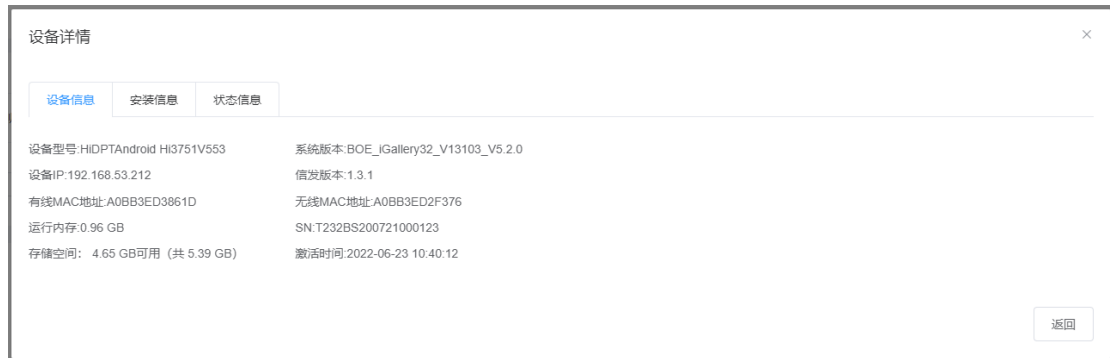 设备详情
设备信息 安装信息 状态信息
设备型号:HiDPTAndroid Hi3751V553 系统版本:BOE_iGallery32_V13103_V5.2.0
设备IP:192.168.53.212 信发版本:1.3.1
有线MAC地址:A0BB3ED3861D 无线MAC地址:A0BB3ED2F376
运行内存:0.96 GB SN:T232BS200721000123
存储空间： 4.65 GB可用（共 5.39 GB） 激活时间:2022-06-23 10:40:12
返回